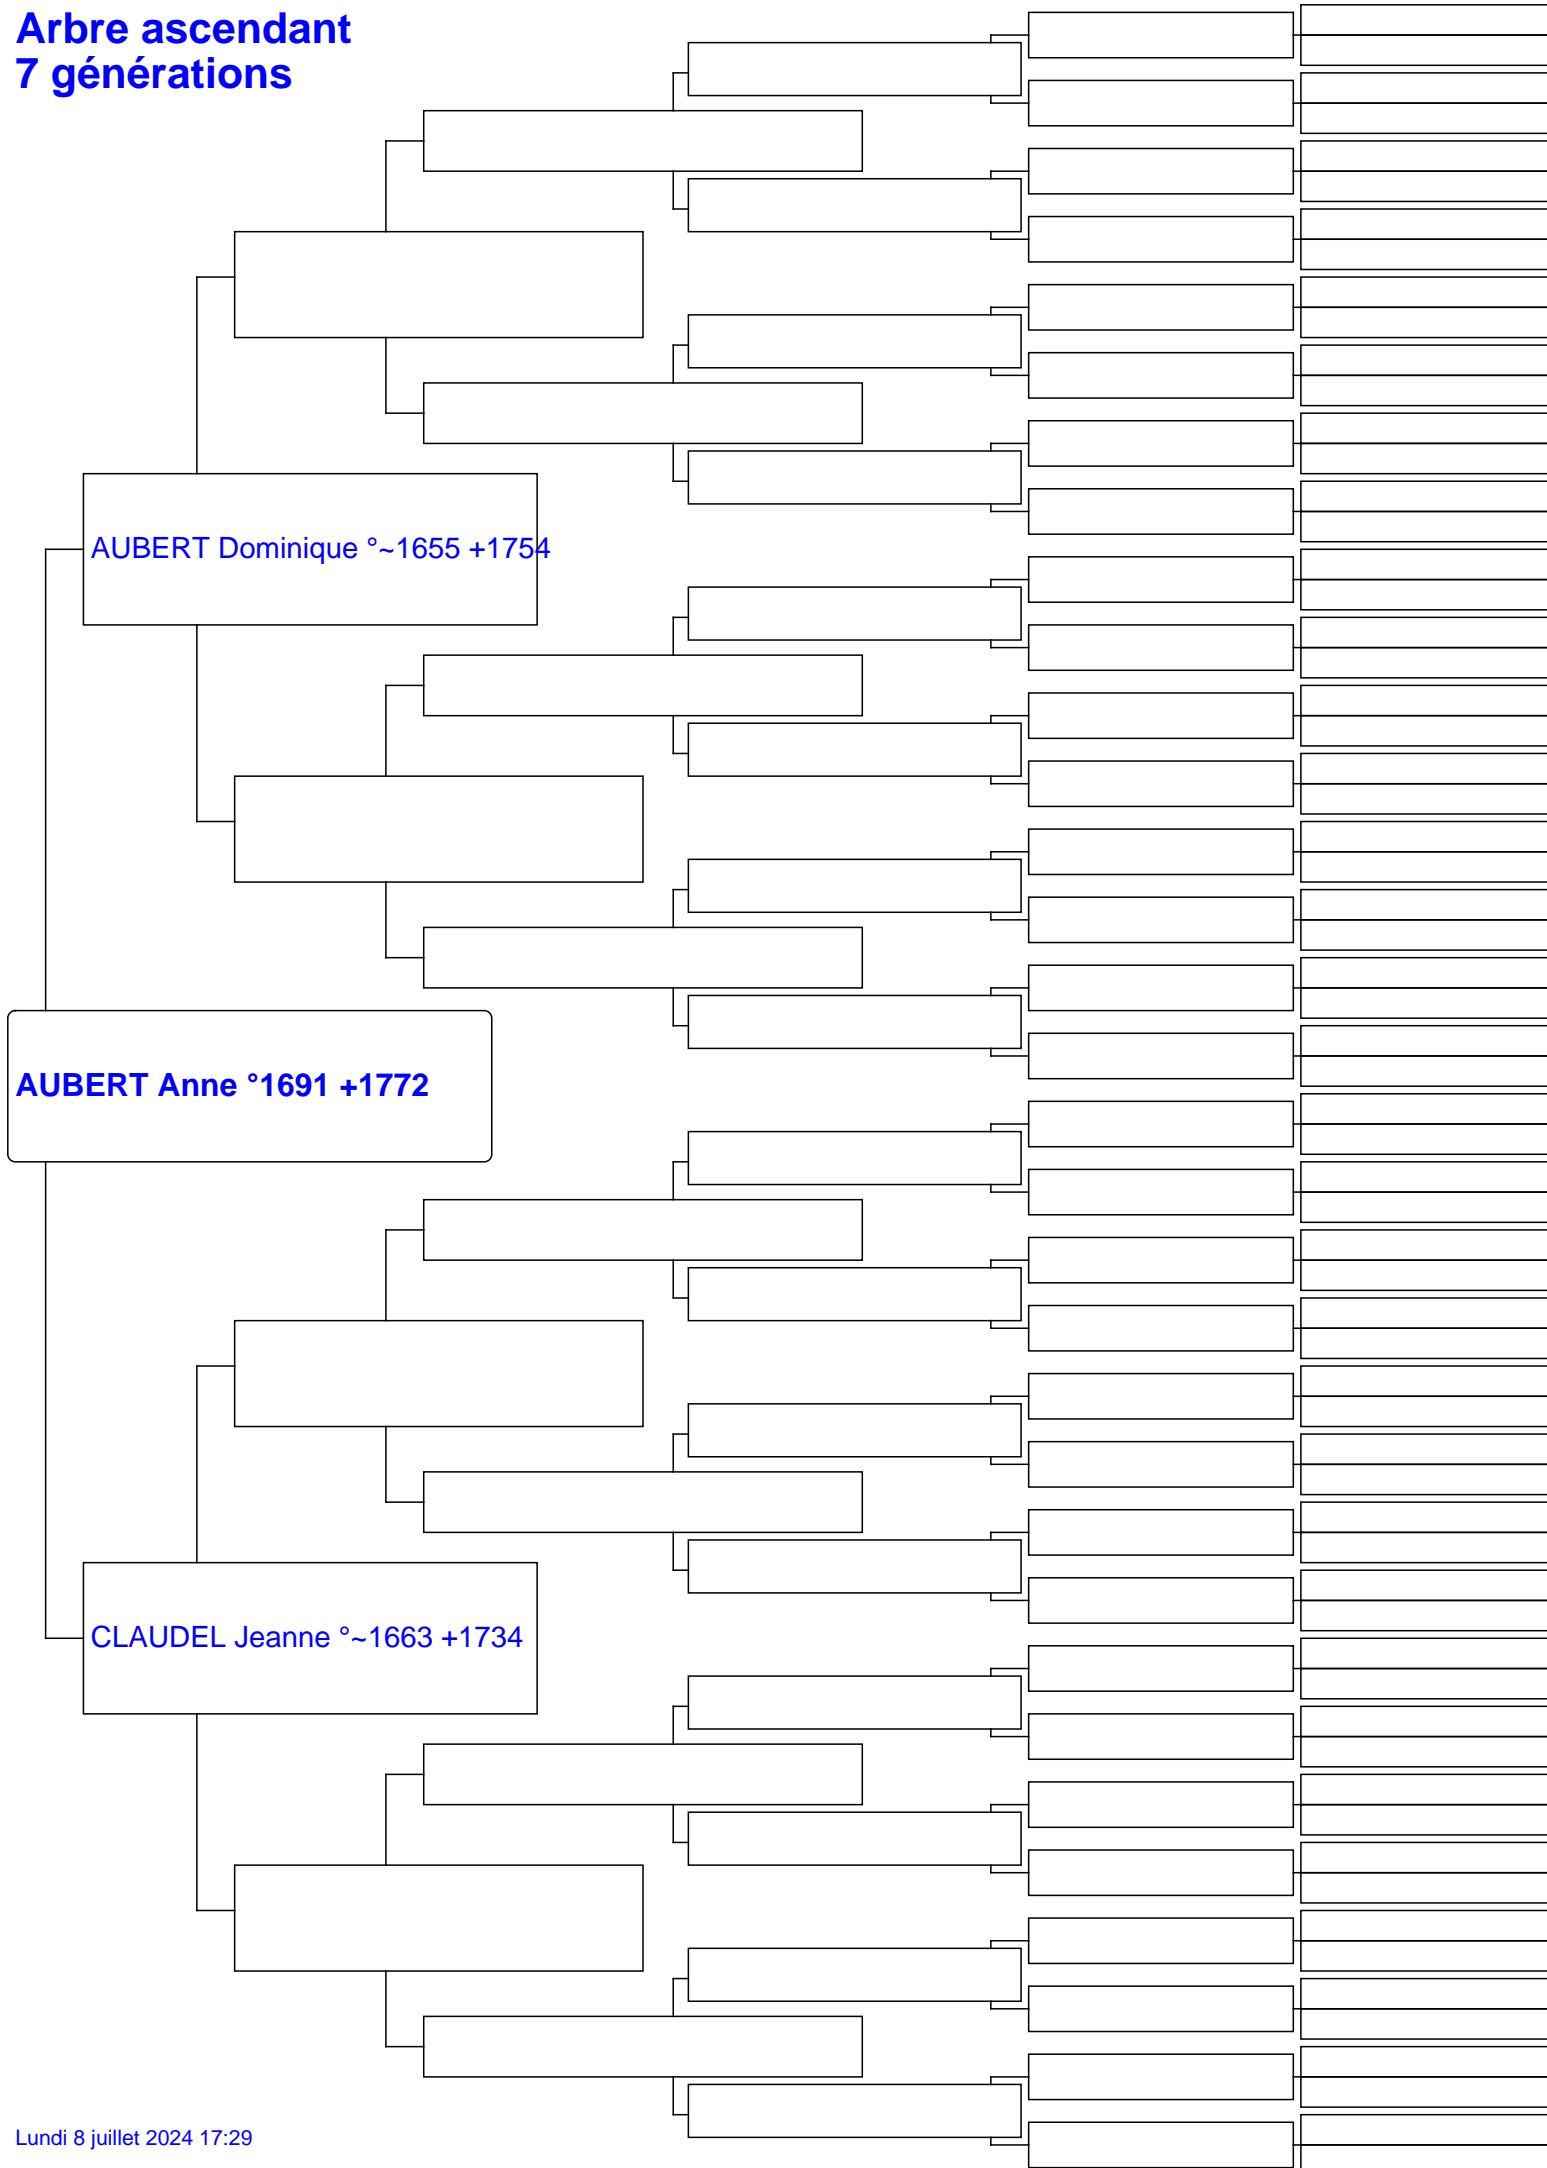 Arbre ascendant
7 générations
AUBERT Dominique °~1655 +1754
AUBERT Anne °1691 +1772
CLAUDEL Jeanne °~1663 +1734
Lundi 8 juillet 2024 17:29